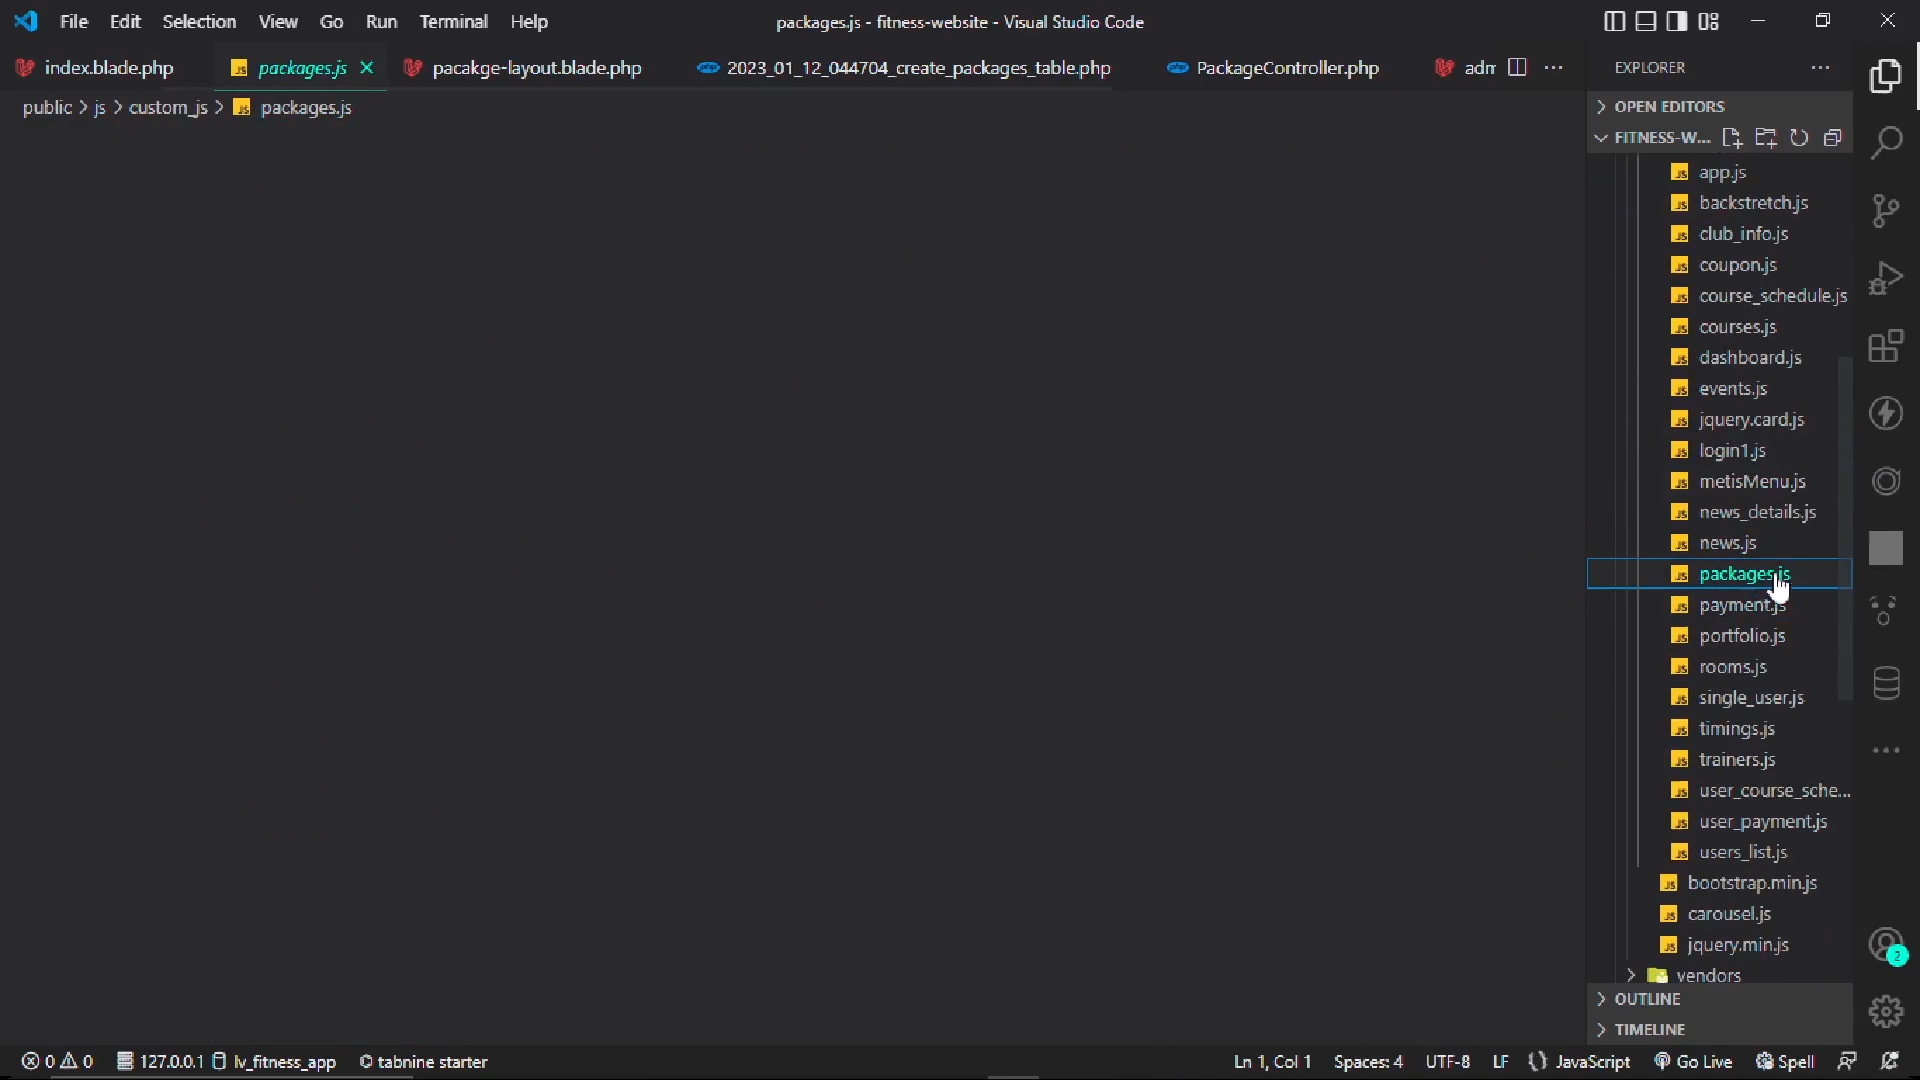 File Edit Selection View Go Run Terminal Help
packages.js - fitness-website - Visual Studio Code
index.blade.php
packages.js
pacakge-layout.blade.php
2023_01_12_044704_create_packages_table.php
PackageController.php
adm
public > js > custom_js > packages.js
EXPLORER
OPEN EDITORS
FITNESS-W...
app.js
backstretch.js
club_info.js
coupon.js
course_schedule.js
courses.js
dashboard.js
events.js
jquery.card.js
login1.js
metisMenu.js
news_details.js
news.js
packages.js
payment.js
portfolio.js
rooms.js
single_user.js
timings.js
trainers.js
user_course_sche...
user_payment.js
users_list.js
bootstrap.min.js
carousel.js
jquery.min.js
vendors
OUTLINE
TIMELINE
2
0 0 127.0.0.1 lv_fitness_app tabnine starter
Ln 1, Col 1 Spaces: 4 UTF-8 LF {} JavaScript Go Live Spell